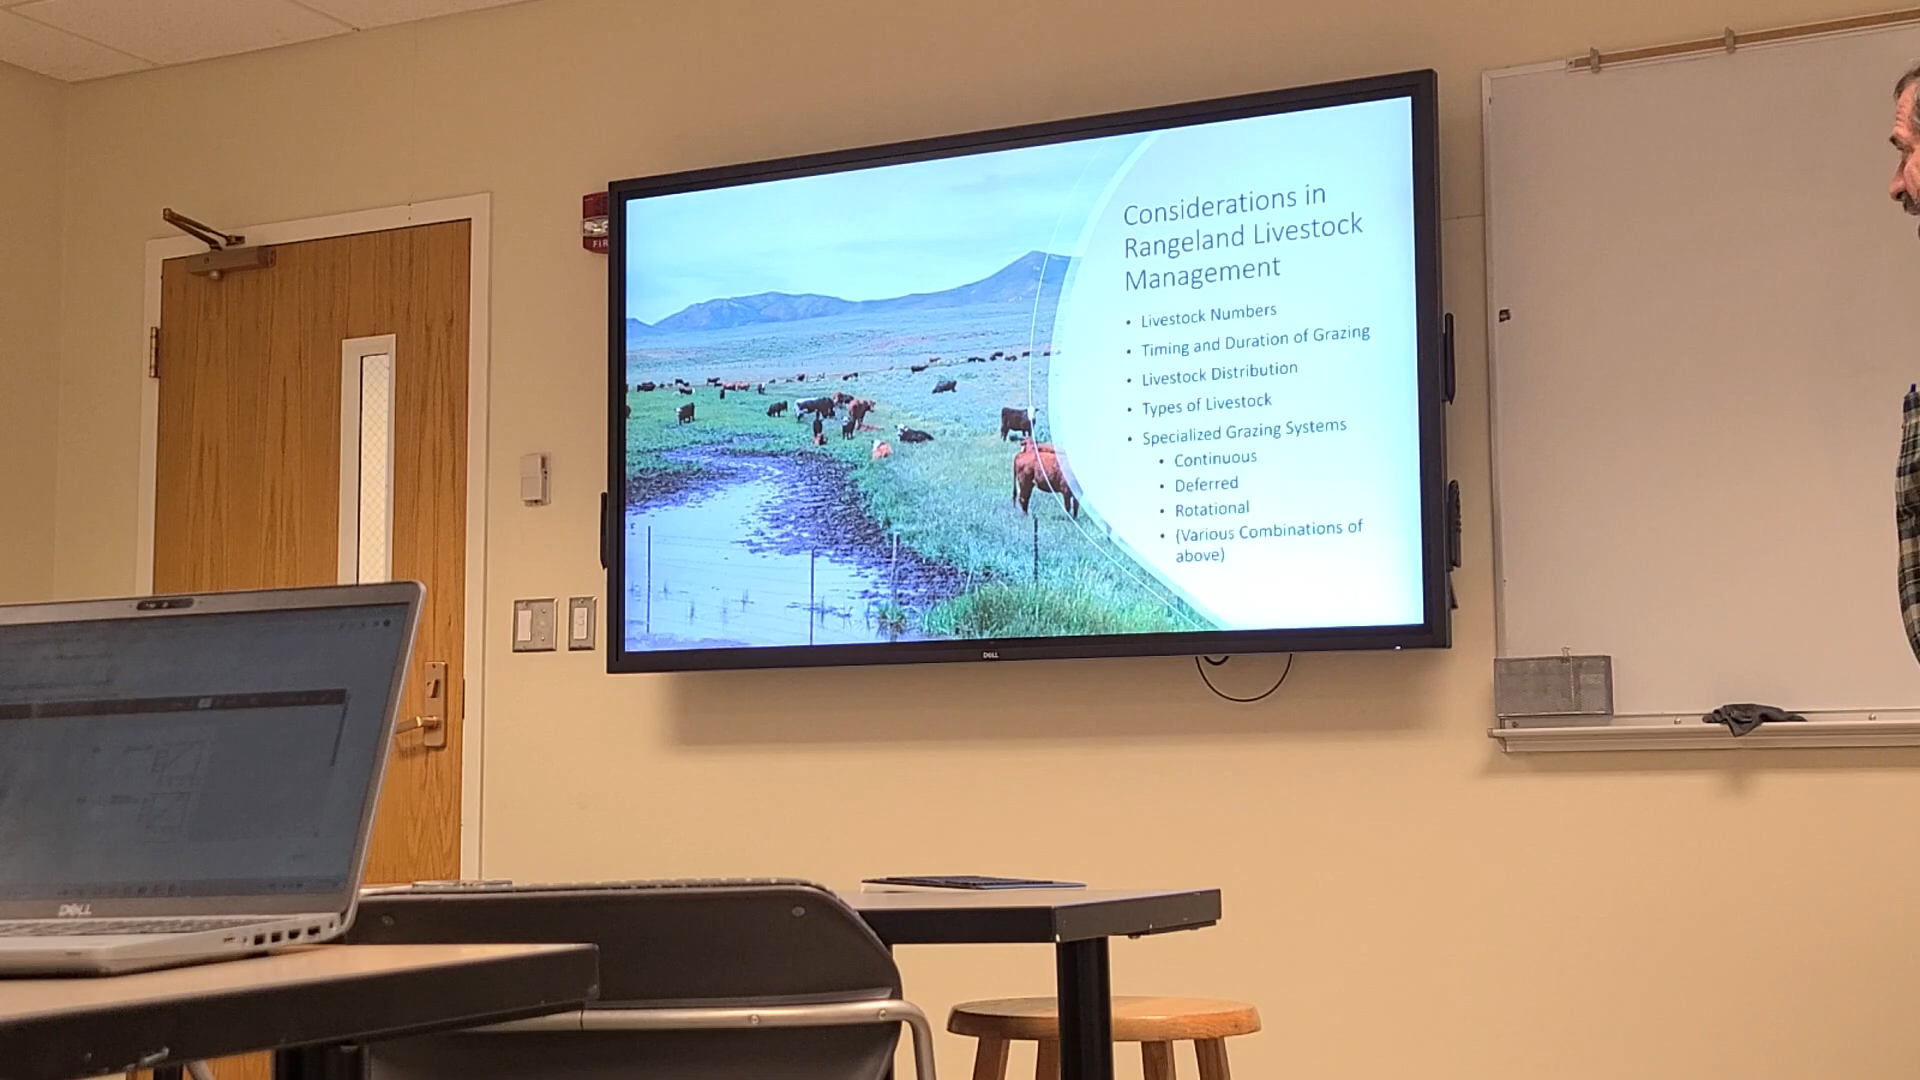 FIR
Considerations in
Rangeland Livestock
Management
• Livestock Numbers
• Timing and Duration of Grazing
• Livestock Distribution
• Types of Livestock
• Specialized Grazing Systems
• Continuous
• Deferred
• Rotational
• (Various Combinations of
above)
DELL
DELL